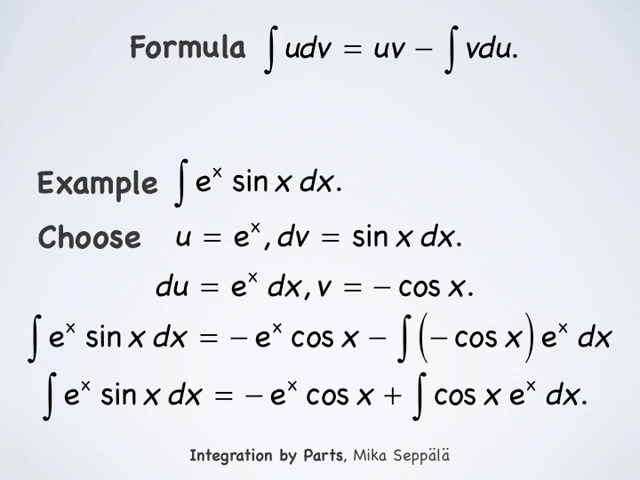 Formula ∫ udv = uv − ∫ vdu.
Example ∫ eˣ sin x dx.
Choose u = eˣ, dv = sin x dx.
du = eˣ dx, v = − cos x.
∫ eˣ sin x dx = − eˣ cos x − ∫ (− cos x) eˣ dx
∫ eˣ sin x dx = − eˣ cos x + ∫ cos x eˣ dx.
Integration by Parts, Mika Seppälä